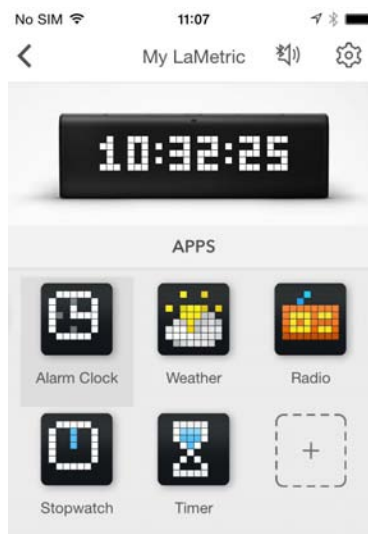 No SIM 11:07
My LaMetric
10:32:25
APPS
Alarm Clock Weather Radio
Stopwatch Timer
+